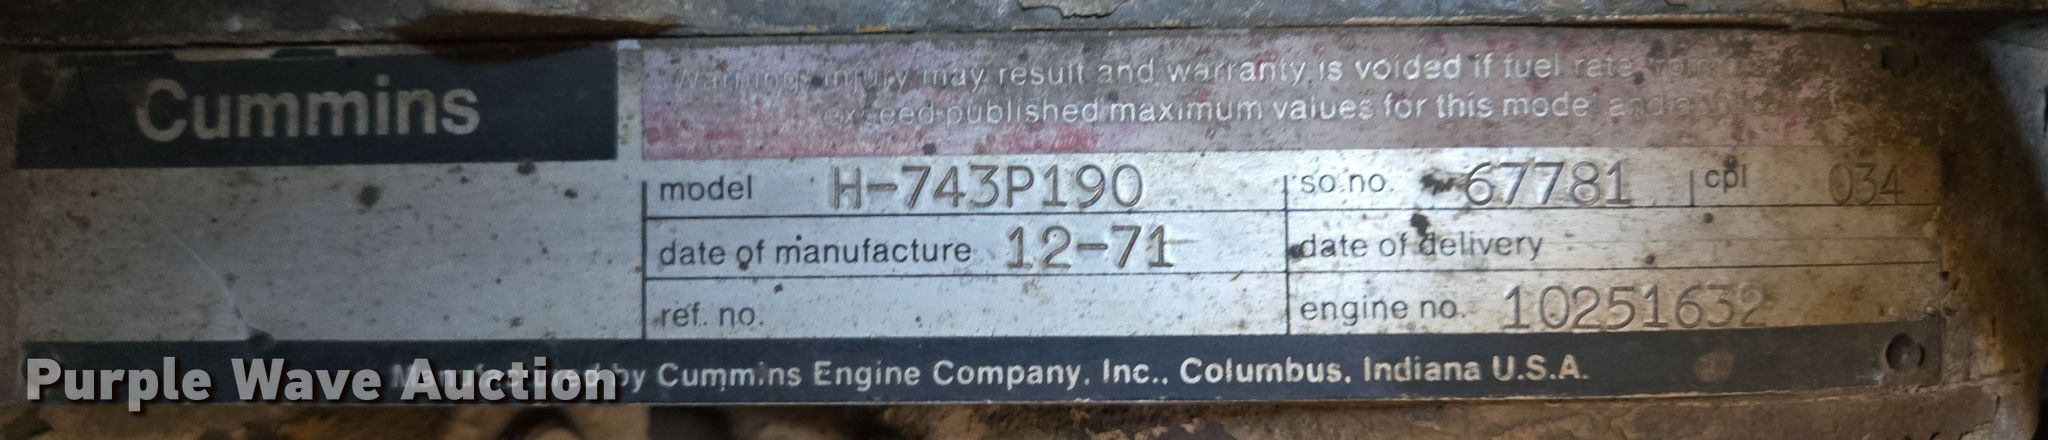 Cummins
Warning: injury may result and warranty is voided if fuel rate,
exceed published maximum values for this model and
model H-743P190 so.no. 67781 cpl 034
date of manufacture 12-71 date of delivery
ref. no. engine no. 10251632
Manufactured by Cummins Engine Company, Inc., Columbus, Indiana U.S.A.
Purple Wave Auction